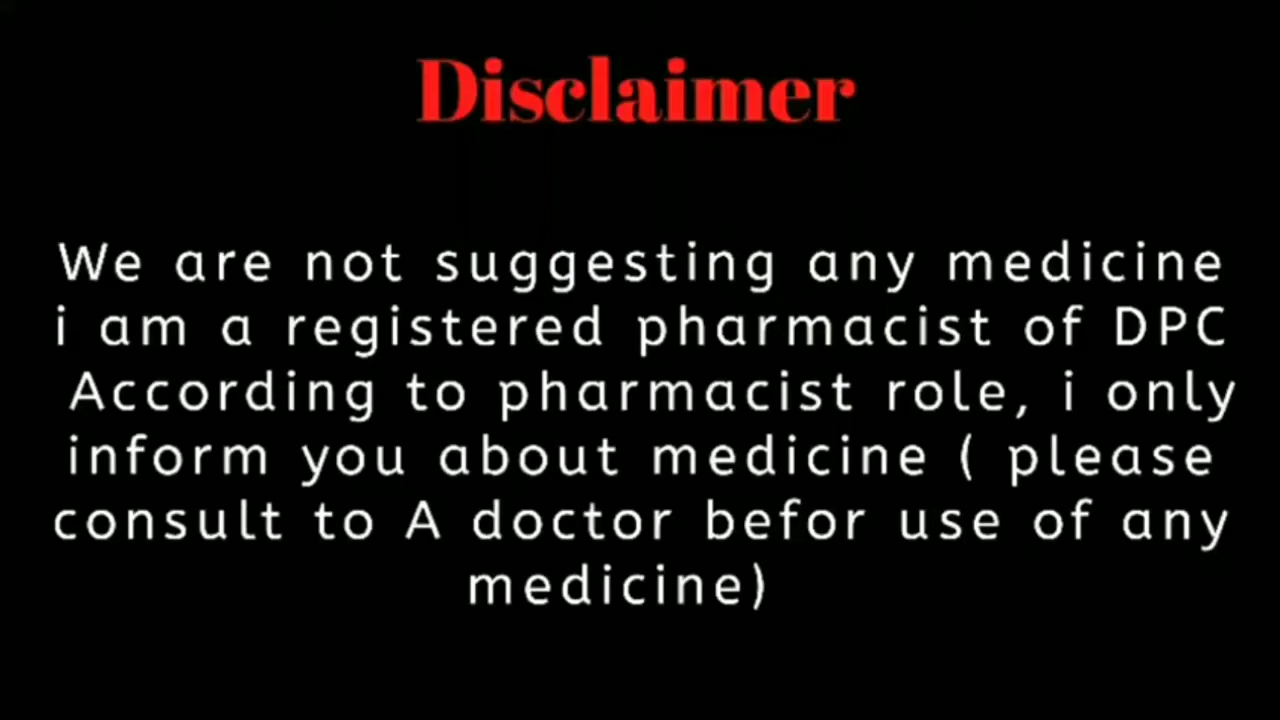 Disclaimer
We are not suggesting any medicine
i am a registered pharmacist of DPC
According to pharmacist role, i only
inform you about medicine ( please
consult to A doctor befor use of any
medicine)